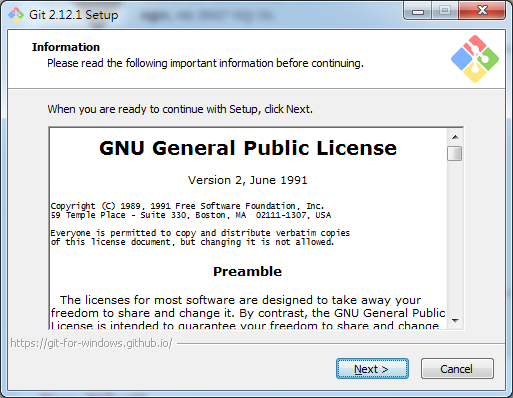 Git 2.12.1 Setup
Information
Please read the following important information before continuing.
When you are ready to continue with Setup, click Next.
GNU General Public License
Version 2, June 1991
Copyright (C) 1989, 1991 Free Software Foundation, Inc.
59 Temple Place - Suite 330, Boston, MA  02111-1307, USA
Everyone is permitted to copy and distribute verbatim copies
of this license document, but changing it is not allowed.
Preamble
The licenses for most software are designed to take away your
freedom to share and change it. By contrast, the GNU General Public
License is intended to guarantee your freedom to share and change
https://git-for-windows.github.io/
Next >
Cancel